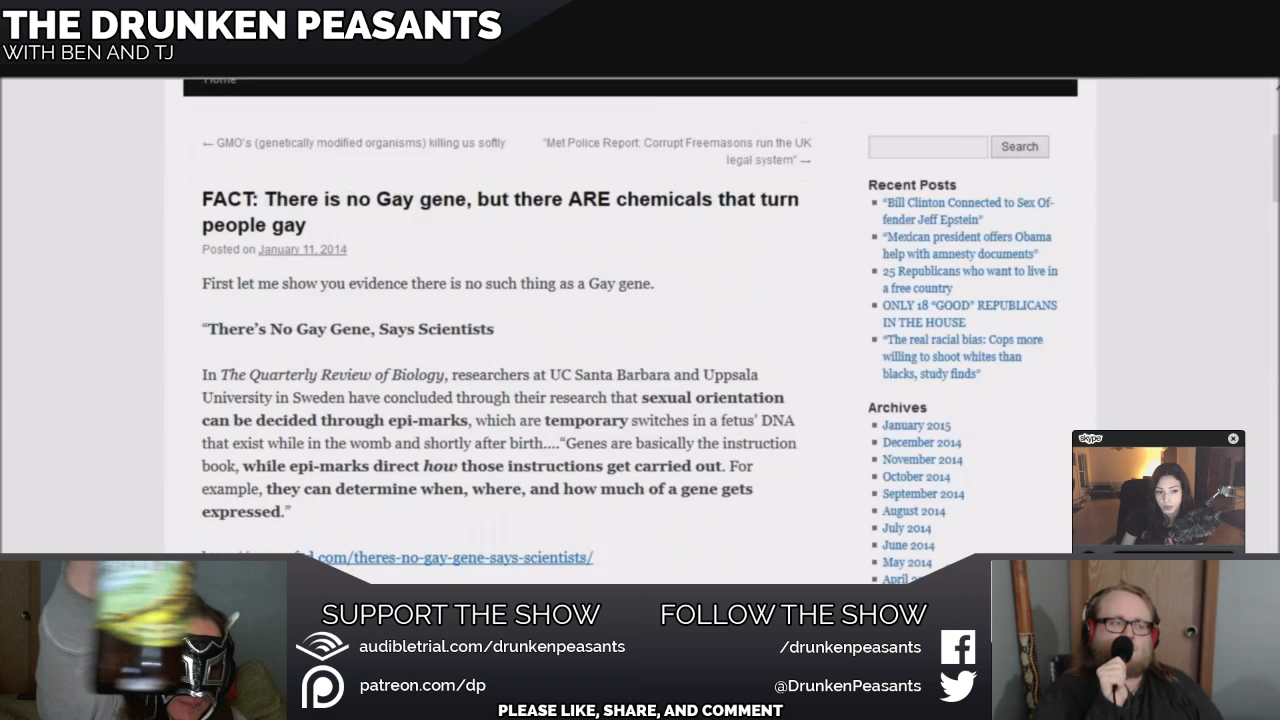 THE DRUNKEN PEASANTS
WITH BEN AND TJ
Home
← GMO's (genetically modified organisms) killing us softly
"Met Police Report: Corrupt Freemasons run the UK
legal system" →
FACT: There is no Gay gene, but there ARE chemicals that turn
people gay
Posted on January 11, 2014
First let me show you evidence there is no such thing as a Gay gene.
"There's No Gay Gene, Says Scientists
In The Quarterly Review of Biology, researchers at UC Santa Barbara and Uppsala
University in Sweden have concluded through their research that sexual orientation
can be decided through epi-marks, which are temporary switches in a fetus' DNA
that exist while in the womb and shortly after birth...."Genes are basically the instruction
book, while epi-marks direct how those instructions get carried out. For
example, they can determine when, where, and how much of a gene gets
expressed."
.com/theres-no-gay-gene-says-scientists/
Search
Recent Posts
"Bill Clinton Connected to Sex Of-
fender Jeff Epstein"
"Mexican president offers Obama
help with amnesty documents"
25 Republicans who want to live in
a free country
ONLY 18 "GOOD" REPUBLICANS
IN THE HOUSE
"The real racial bias: Cops more
willing to shoot whites than
blacks, study finds"
Archives
January 2015
December 2014
November 2014
October 2014
September 2014
August 2014
July 2014
June 2014
May 2014
April
skype
SUPPORT THE SHOW
audibletrial.com/drunkenpeasants
patreon.com/dp
FOLLOW THE SHOW
/drunkenpeasants
@DrunkenPeasants
PLEASE LIKE, SHARE, AND COMMENT